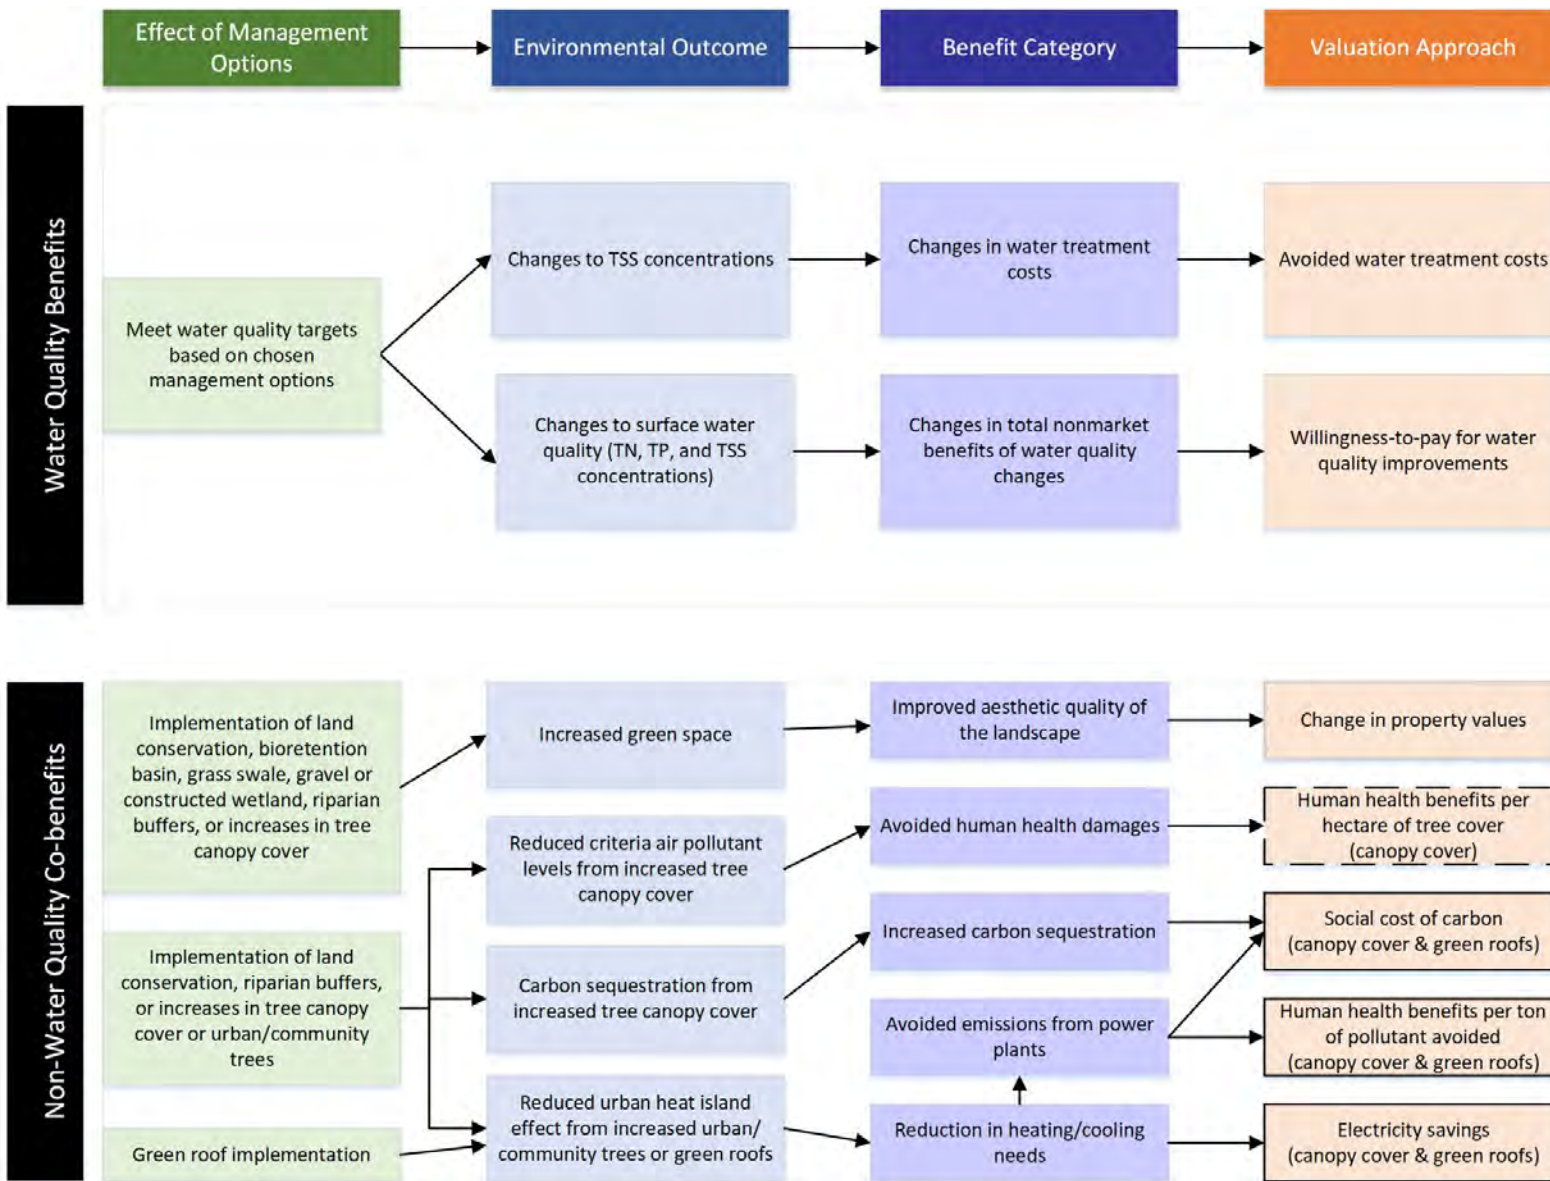 Effect of Management
Options
Environmental Outcome
Benefit Category
Valuation Approach
Water Quality Benefits
Meet water quality targets
based on chosen
management options
Changes to TSS concentrations
Changes in water treatment
costs
Avoided water treatment costs
Changes to surface water
quality (TN, TP, and TSS
concentrations)
Changes in total nonmarket
benefits of water quality
changes
Willingness-to-pay for water
quality improvements
Non-Water Quality Co-benefits
Implementation of land
conservation, bioretention
basin, grass swale, gravel or
constructed wetland, riparian
buffers, or increases in tree
canopy cover
Increased green space
Improved aesthetic quality of
the landscape
Change in property values
Reduced criteria air pollutant
levels from increased tree
canopy cover
Avoided human health damages
Human health benefits per
hectare of tree cover
(canopy cover)
Implementation of land
conservation, riparian buffers,
or increases in tree canopy
cover or urban/community
trees
Carbon sequestration from
increased tree canopy cover
Increased carbon sequestration
Social cost of carbon
(canopy cover & green roofs)
Avoided emissions from power
plants
Human health benefits per ton
of pollutant avoided
(canopy cover & green roofs)
Green roof implementation
Reduced urban heat island
effect from increased urban/
community trees or green roofs
Reduction in heating/cooling
needs
Electricity savings
(canopy cover & green roofs)